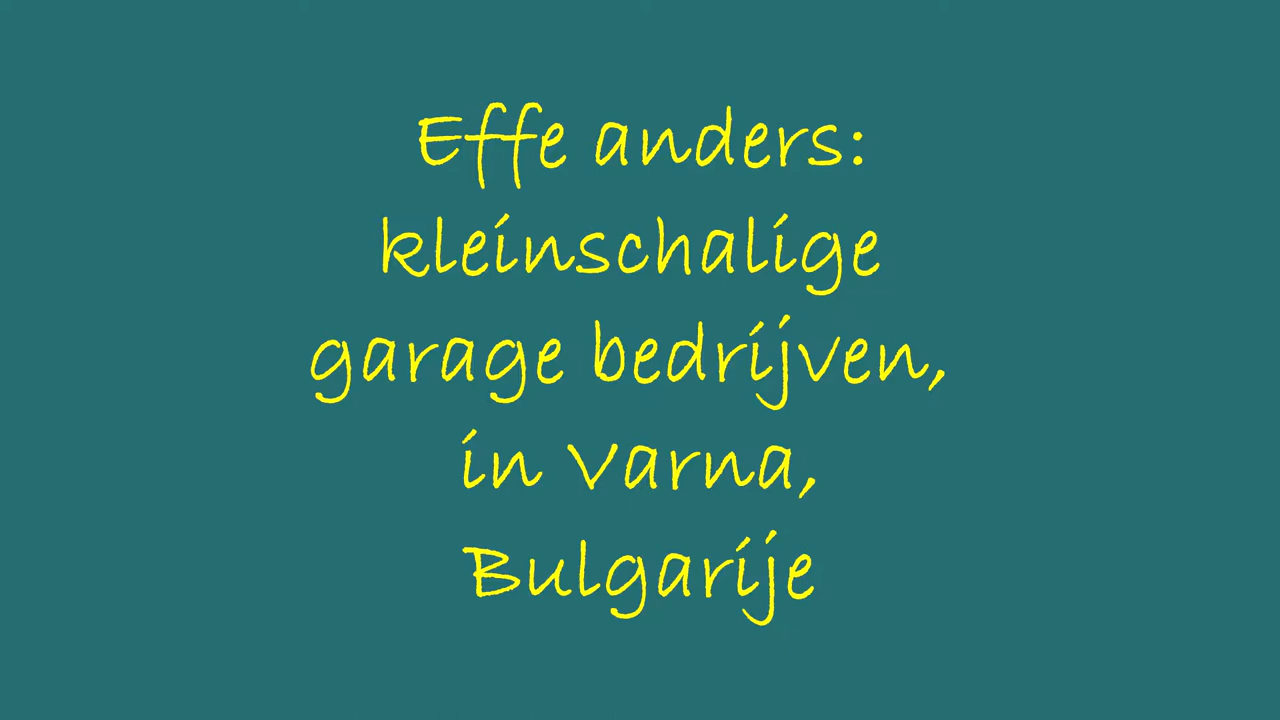 Effe anders:
kleinschalige
garage bedrijven,
in Varna,
Bulgarije